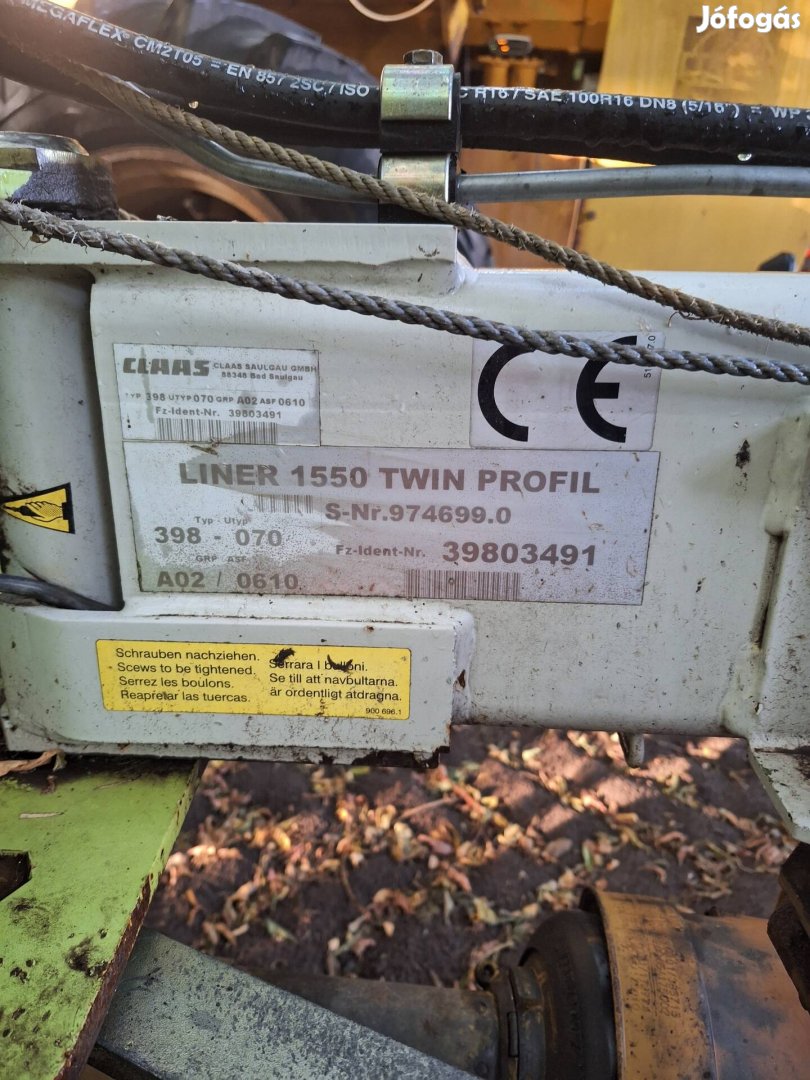 Jófogás
MEGAFLEX® CM2T05 = EN 857 2SC / ISO
R16 / SAE 100R16 DN8 (5/16") = WP
CLAAS CLAAS SAULGAU GMBH
88348 Bad Saulgau
TYP 398 UTYP 070 GRP A02 ASF 0610
Fz-Ident-Nr. 39803491
CE
LINER 1550 TWIN PROFIL
S-Nr.974699.0
Typ - Utyp
398 - 070
Fz-Ident-Nr. 39803491
GRP ASF
A02 / 0610
Schrauben nachziehen.
Scews to be tightened.
Serrez les boulons.
Reapretar las tuercas.
Serrara I bulloni.
Se till att navbultarna.
är ordentligt atdragna.
900 696.1